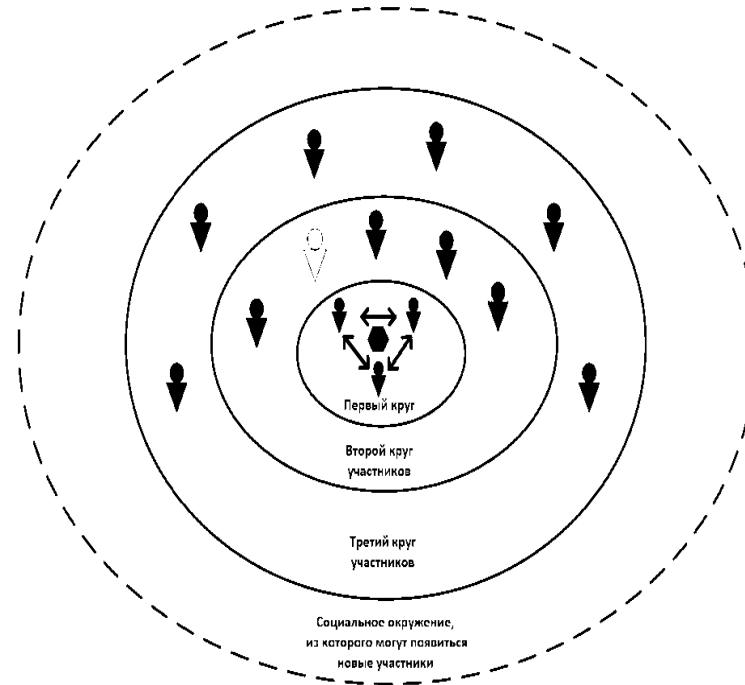 Первый круг
Второй круг
участников
Третий круг
участников
Социальное окружение,
из которого могут появиться
новые участники